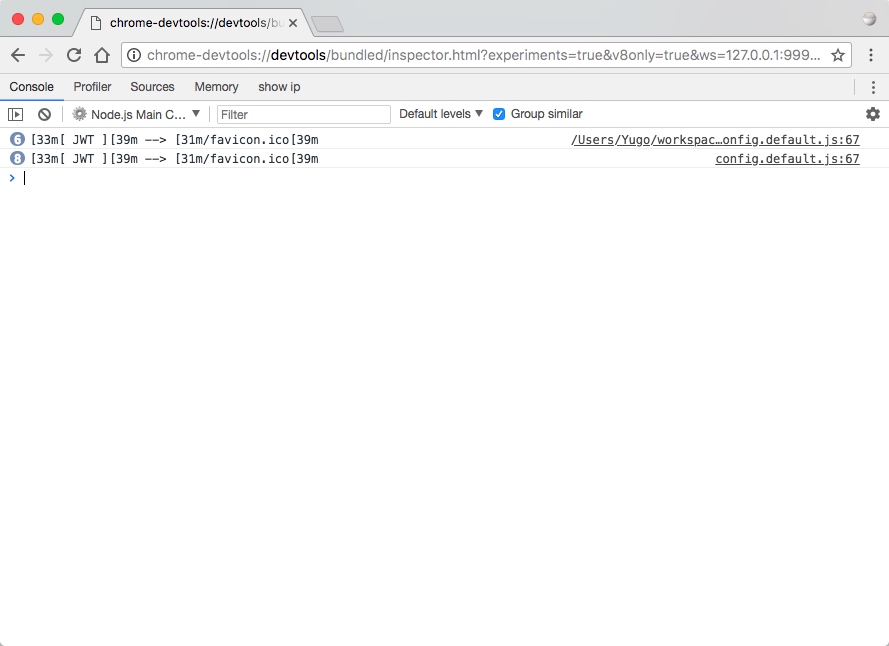 chrome-devtools://devtools/bu
chrome-devtools://devtools/bundled/inspector.html?experiments=true&v8only=true&ws=127.0.0.1:999...
Console Profiler Sources Memory show ip
Node.js Main C... ▼ Filter Default levels ▼ Group similar
6 [33m[ JWT ][39m --> [31m/favicon.ico[39m /Users/Yugo/workspac…onfig.default.js:67
8 [33m[ JWT ][39m --> [31m/favicon.ico[39m config.default.js:67
>